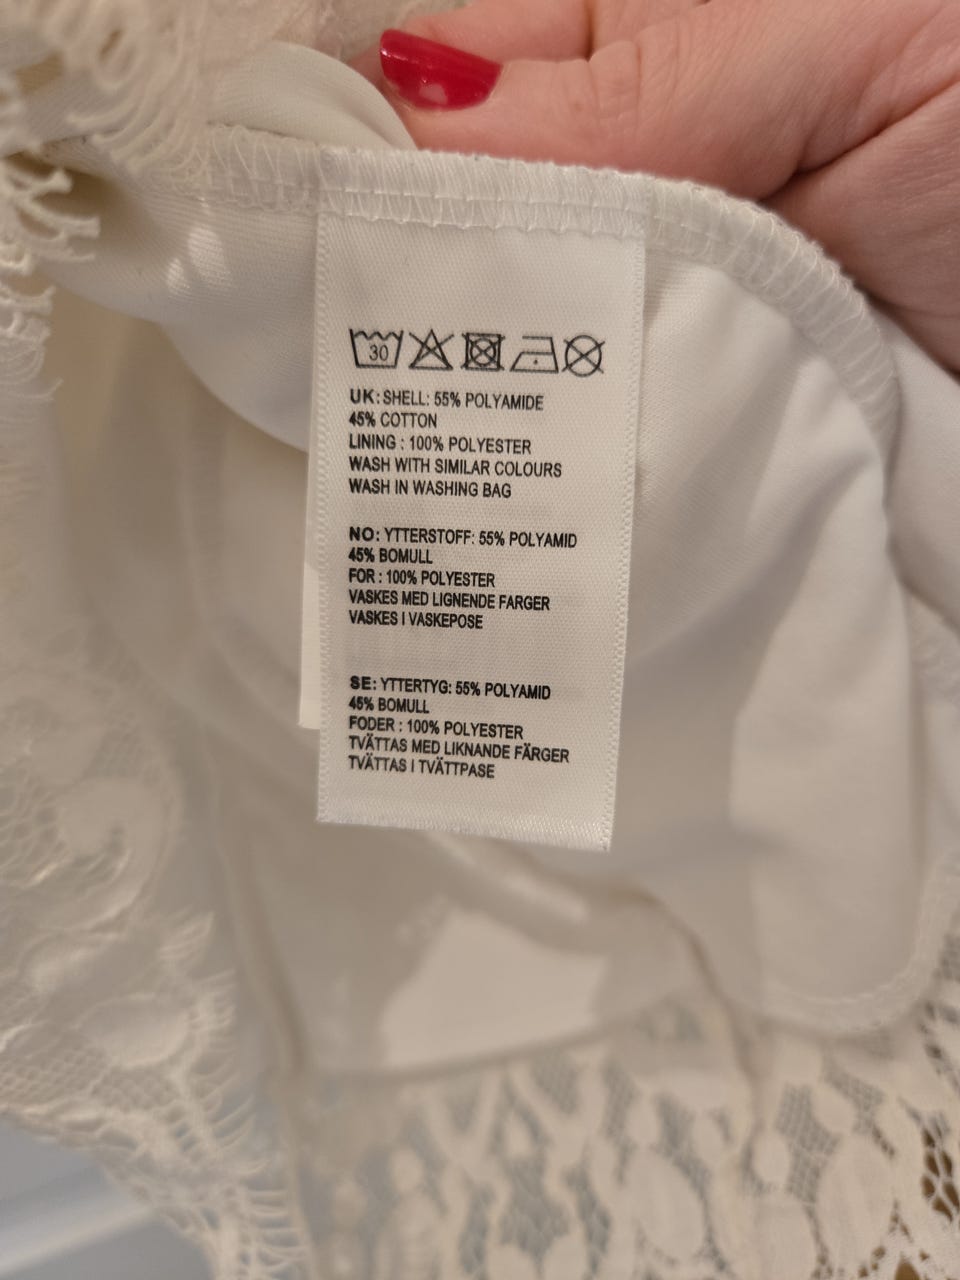 30
UK: SHELL: 55% POLYAMIDE
45% COTTON
LINING : 100% POLYESTER
WASH WITH SIMILAR COLOURS
WASH IN WASHING BAG
NO: YTTERSTOFF: 55% POLYAMID
45% BOMULL
FOR : 100% POLYESTER
VASKES MED LIGNENDE FARGER
VASKES I VASKEPOSE
SE: YTTERTYG: 55% POLYAMID
45% BOMULL
FODER : 100% POLYESTER
TVÄTTAS MED LIKNANDE FÄRGER
TVÄTTAS I TVÄTTPASE